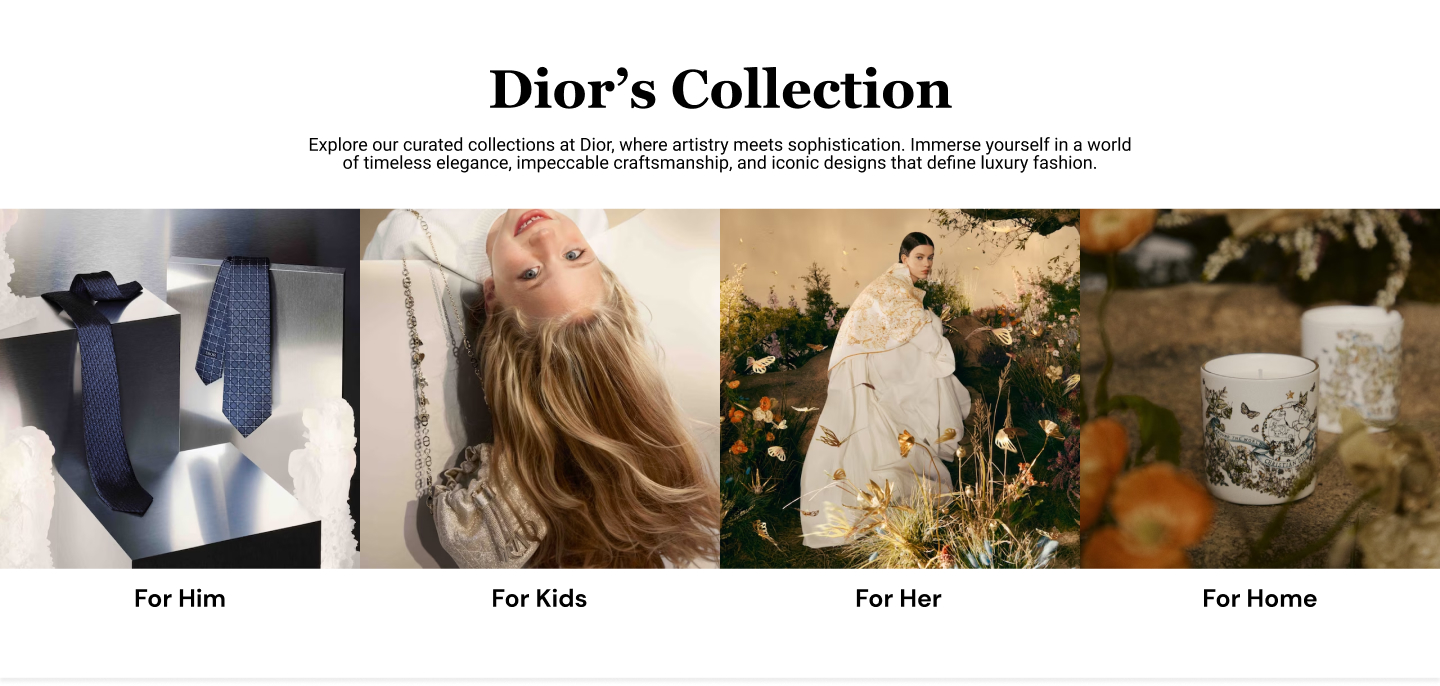 Dior’s Collection
Explore our curated collections at Dior, where artistry meets sophistication. Immerse yourself in a world
of timeless elegance, impeccable craftsmanship, and iconic designs that define luxury fashion.
For Him
For Kids
For Her
For Home